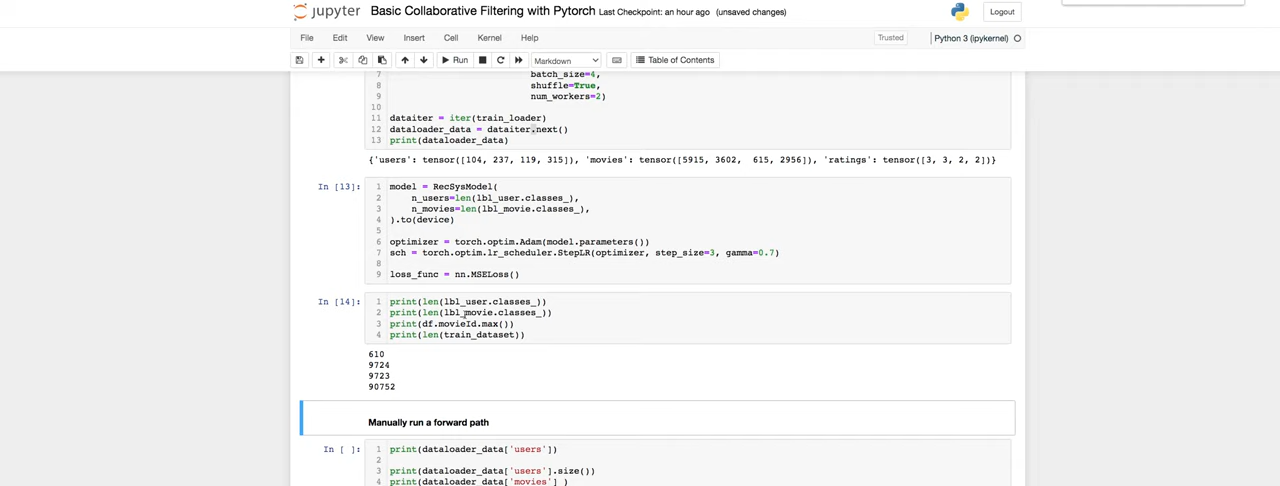 jupyter Basic Collaborative Filtering with Pytorch Last Checkpoint: an hour ago (unsaved changes) Logout
File Edit View Insert Cell Kernel Help Trusted Python 3 (ipykernel)
Run Markdown Table of Contents
7 batch_size=4,
8 shuffle=True,
9 num_workers=2)
10
11 dataiter = iter(train_loader)
12 dataloader_data = dataiter.next()
13 print(dataloader_data)
{'users': tensor([104, 237, 119, 315]), 'movies': tensor([5915, 3602,  615, 2956]), 'ratings': tensor([3, 3, 2, 2])}
In [13]: 1 model = RecSysModel(
2 n_users=len(lbl_user.classes_),
3 n_movies=len(lbl_movie.classes_),
4 ).to(device)
5
6 optimizer = torch.optim.Adam(model.parameters())
7 sch = torch.optim.lr_scheduler.StepLR(optimizer, step_size=3, gamma=0.7)
8
9 loss_func = nn.MSELoss()
In [14]: 1 print(len(lbl_user.classes_))
2 print(len(lbl_movie.classes_))
3 print(df.movieId.max())
4 print(len(train_dataset))
610
9724
9723
90752
Manually run a forward path
In [ ]: 1 print(dataloader_data['users'])
2
3 print(dataloader_data['users'].size())
4 print(dataloader_data['movies'] )